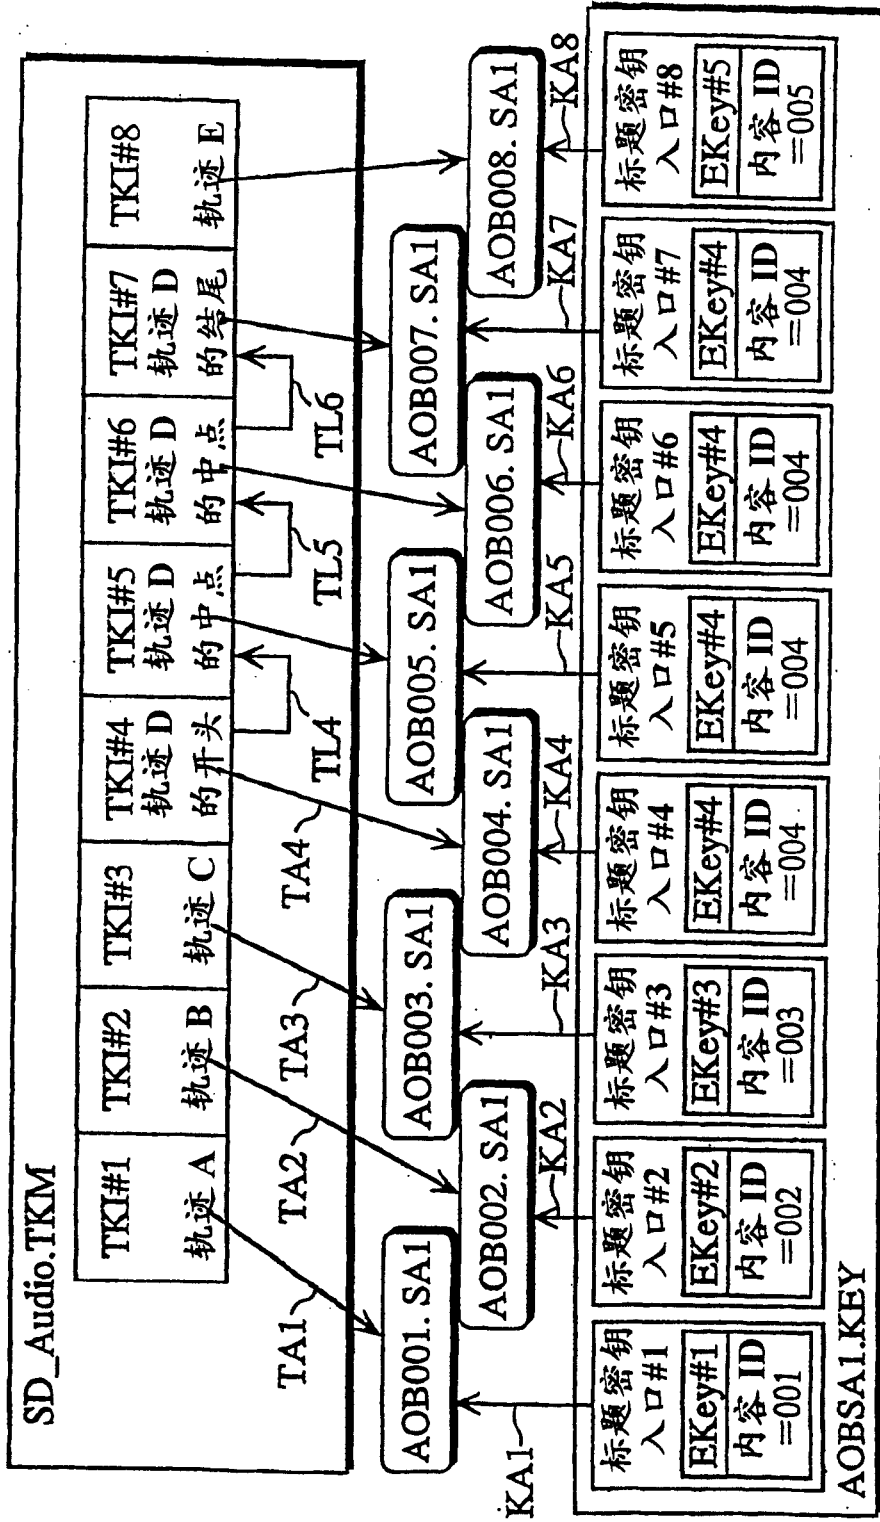 SD_Audio.TKM
TKI#1
轨迹 A
TKI#2
轨迹 B
TKI#3
轨迹 C
TKI#4
轨迹 D
的开头
TKI#5
轨迹 D
的中点
TKI#6
轨迹 D
的中点
TKI#7
轨迹 D
的结尾
TKI#8
轨迹 E
TA1
TA2
TA3
TA4
TL4
TL5
TL6
AOB001. SA1
AOB002. SA1
AOB003. SA1
AOB004. SA1
AOB005. SA1
AOB006. SA1
AOB007. SA1
AOB008. SA1
KA1
KA2
KA3
KA4
KA5
KA6
KA7
KA8
标题密钥
入口#1
EKey#1
内容 ID
=001
标题密钥
入口#2
EKey#2
内容 ID
=002
标题密钥
入口#3
EKey#3
内容 ID
=003
标题密钥
入口#4
EKey#4
内容 ID
=004
标题密钥
入口#5
EKey#4
内容 ID
=004
标题密钥
入口#6
EKey#4
内容 ID
=004
标题密钥
入口#7
EKey#4
内容 ID
=004
标题密钥
入口#8
EKey#5
内容 ID
=005
AOBSA1.KEY